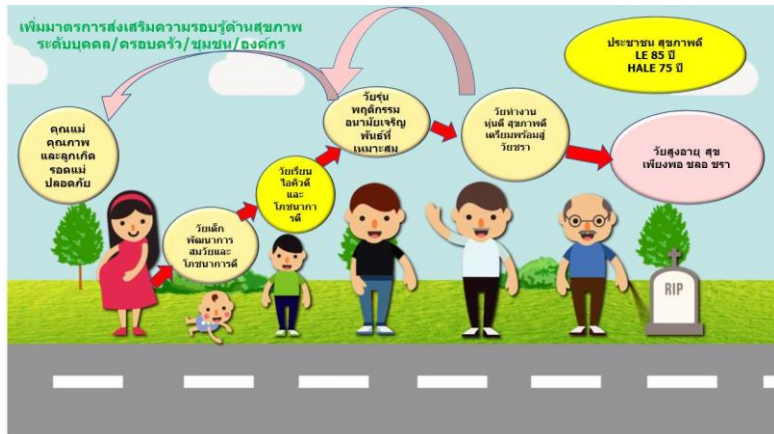 เพิ่มมาตรการส่งเสริมความรอบรู้ด้านสุขภาพ
ระดับบุคคล/ครอบครัว/ชุมชน/องค์กร
ประชาชน สุขภาพดี
LE 85 ปี
HALE 75 ปี
คุณแม่
คุณภาพ
และลูกเกิด
รอดแม่
ปลอดภัย
วัยเด็ก
พัฒนาการ
สมวัยและ
โภชนาการดี
วัยเรียน
ไอคิวดี
และ
โภชนากา
รดี
วัยรุ่น
พฤติกรรม
อนามัยเจริญ
พันธ์ที่
เหมาะสม
วัยทำงาน
หุ่นดี สุขภาพดี
เตรียมพร้อมสู่
วัยชรา
วัยสูงอายุ สุข
เพียงพอ ชลอ ชรา
RIP